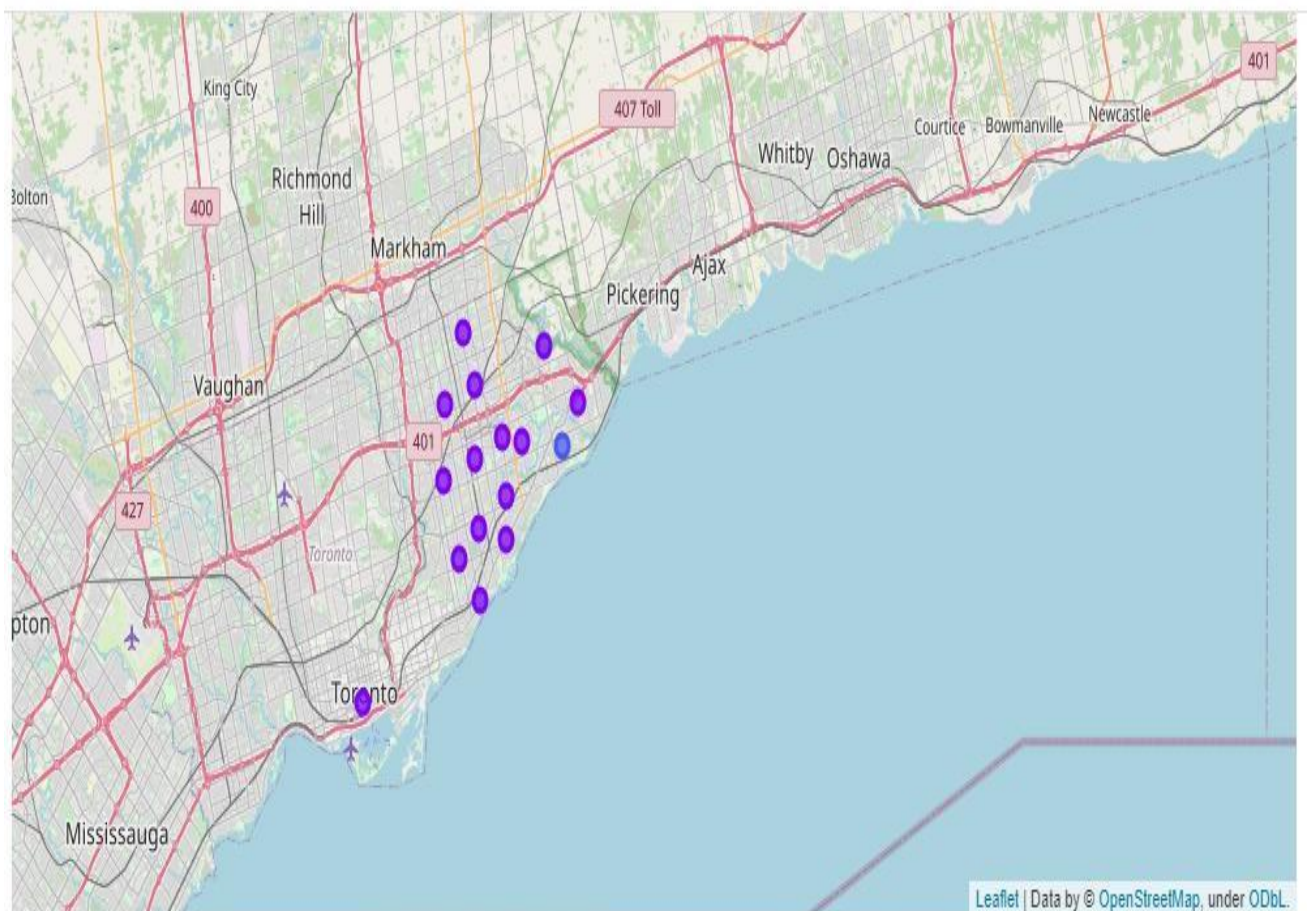 King City
401
407 Toll
Newcastle
Courtice
Bowmanville
Whitby
Oshawa
Richmond
Hill
Bolton
400
Markham
Ajax
Pickering
Vaughan
401
427
Toronto
pton
Toronto
Mississauga
Leaflet | Data by © OpenStreetMap, under ODbL.